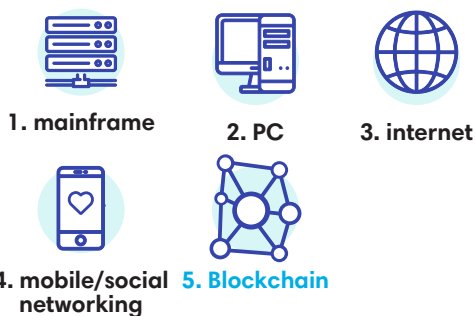 1. mainframe
2. PC
3. internet
4. mobile/social
networking
5. Blockchain